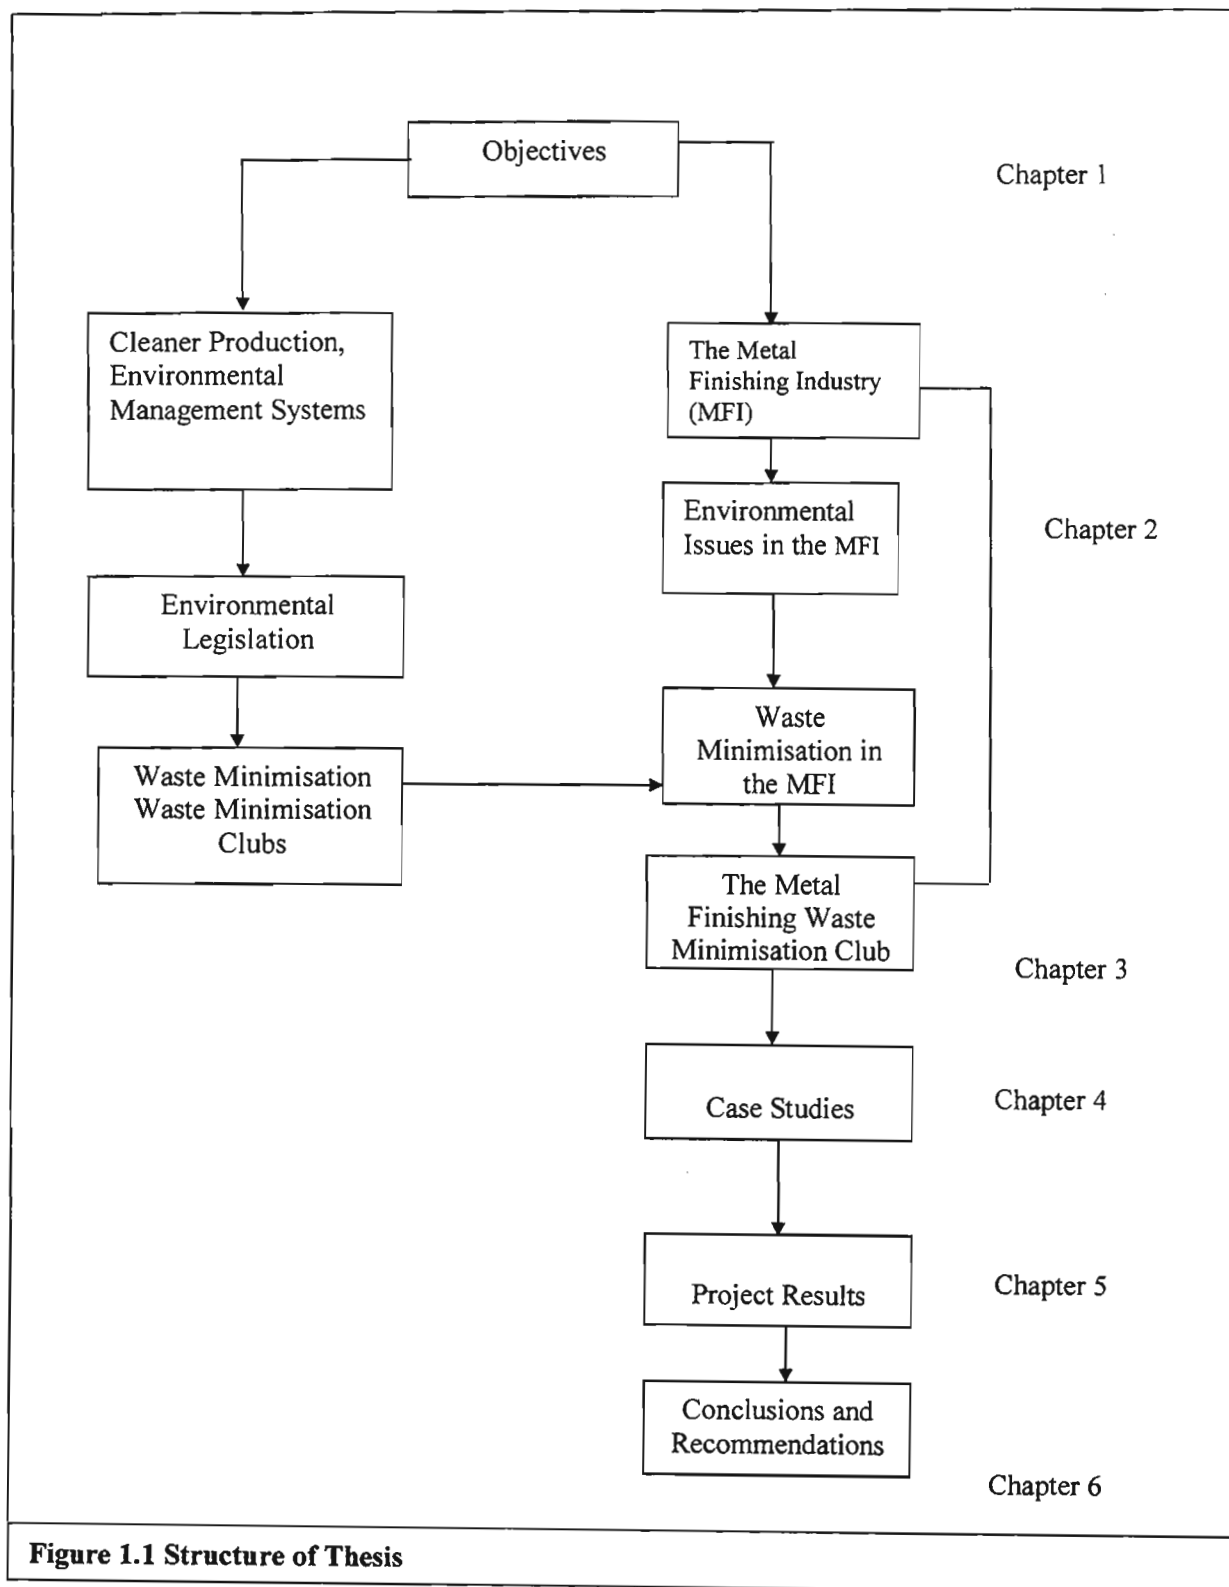 Objectives
Chapter 1
Cleaner Production,
Environmental
Management Systems
The Metal
Finishing Industry
(MFI)
Environmental
Issues in the MFI
Chapter 2
Environmental
Legislation
Waste
Minimisation in
the MFI
Waste Minimisation
Waste Minimisation
Clubs
The Metal
Finishing Waste
Minimisation Club
Chapter 3
Case Studies
Chapter 4
Project Results
Chapter 5
Conclusions and
Recommendations
Chapter 6
Figure 1.1 Structure of Thesis